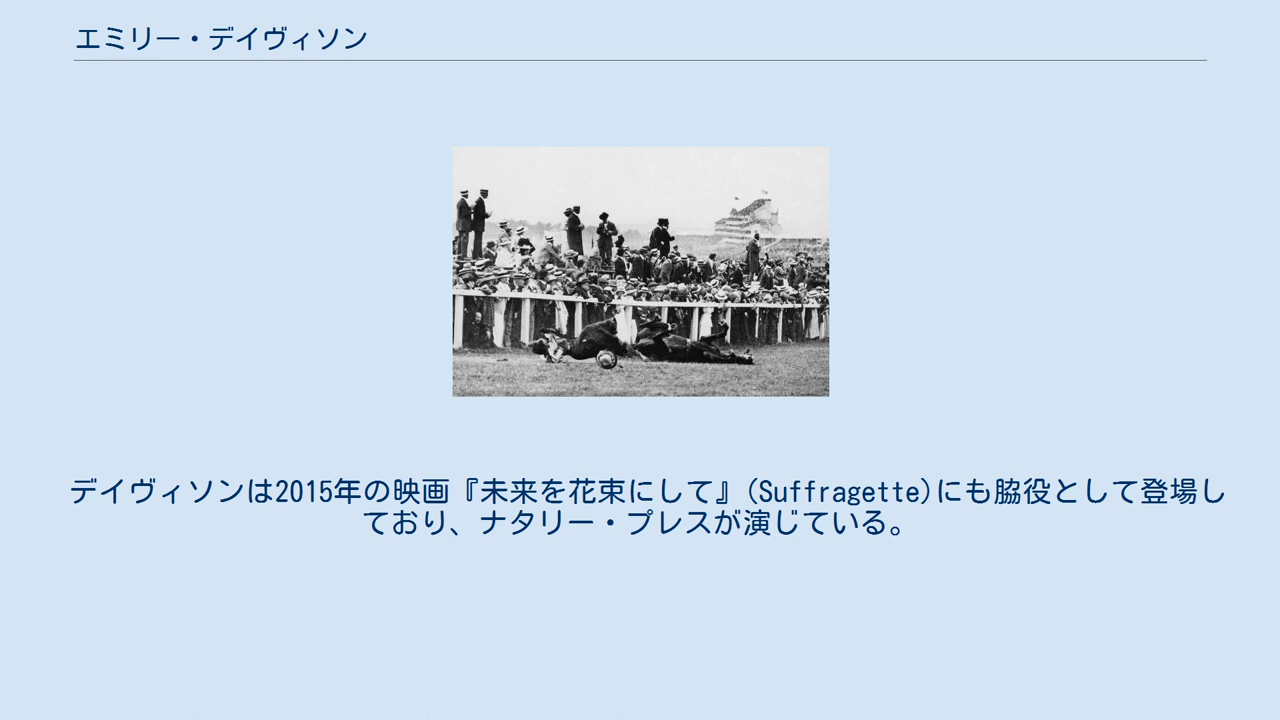 エミリー・デイヴィソン
デイヴィソンは2015年の映画『未来を花束にして』(Suffragette)にも脇役として登場し
ており、ナタリー・プレスが演じている。